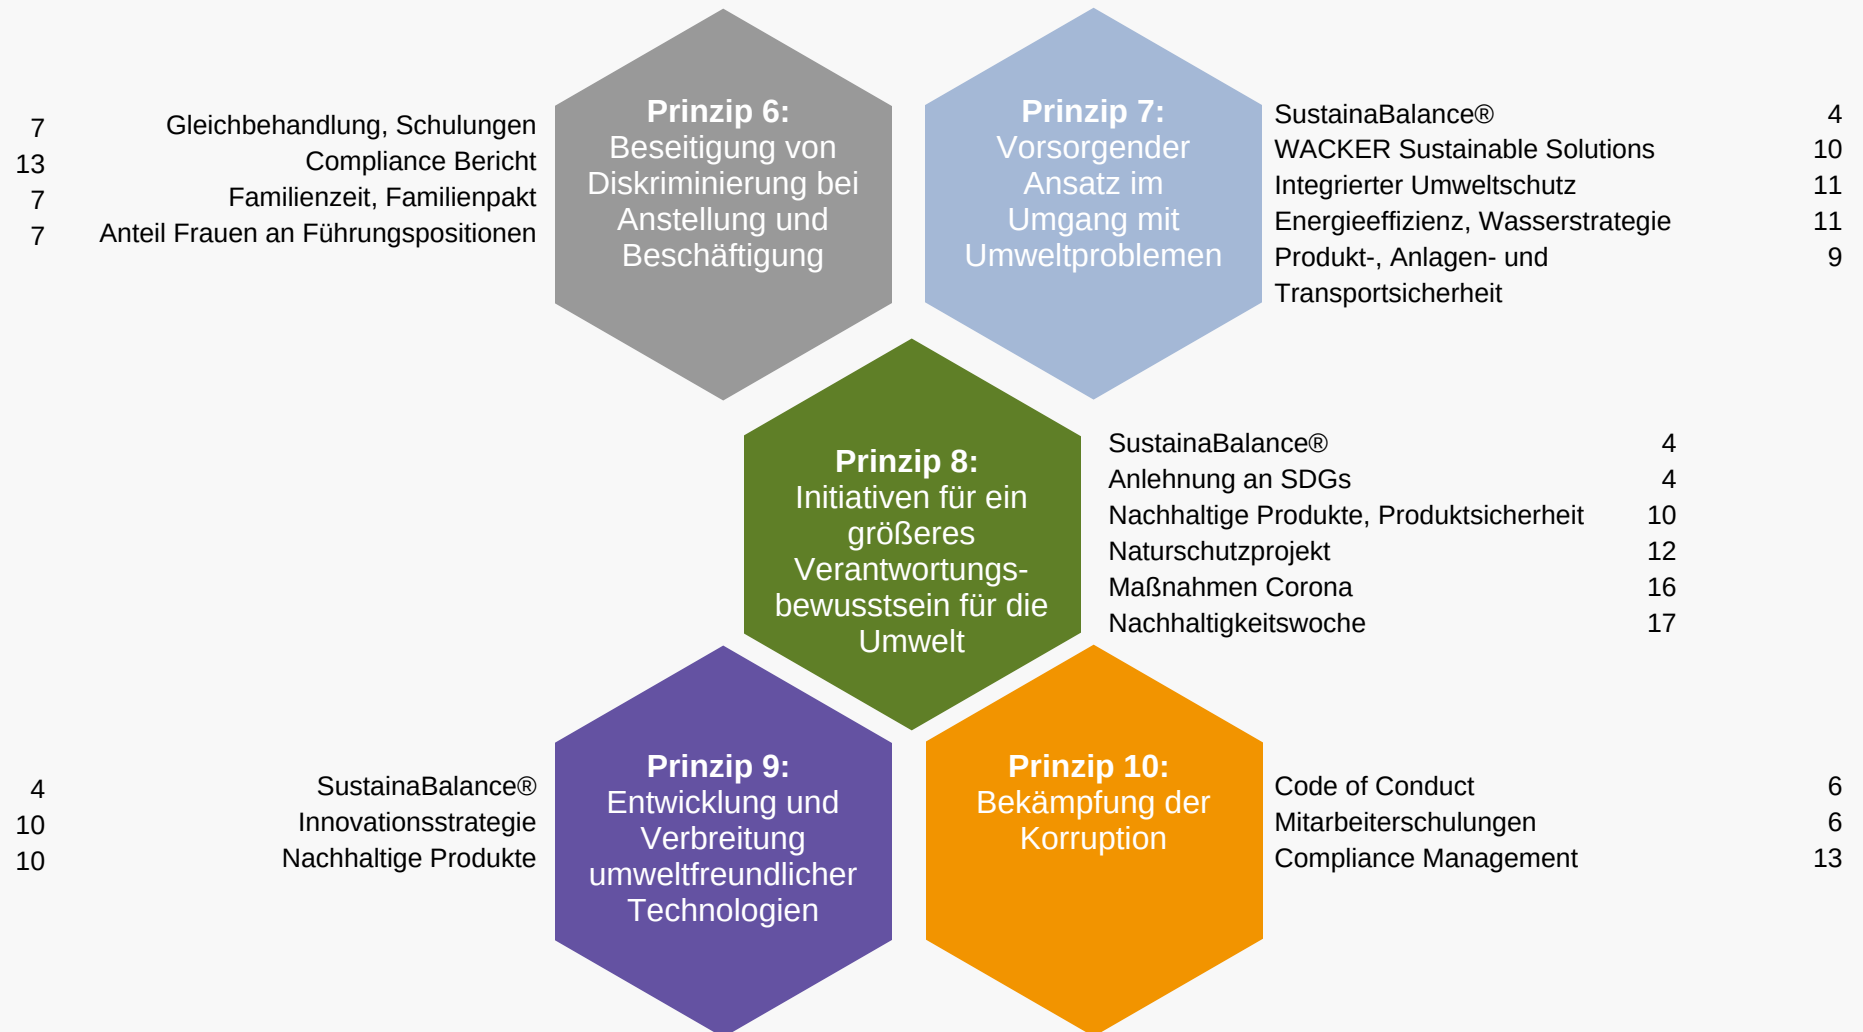 7 Gleichbehandlung, Schulungen
13 Compliance Bericht
7 Familienzeit, Familienpakt
7 Anteil Frauen an Führungspositionen
Prinzip 6:
Beseitigung von
Diskriminierung bei
Anstellung und
Beschäftigung
Prinzip 7:
Vorsorgender
Ansatz im
Umgang mit
Umweltproblemen
SustainaBalance® 4
WACKER Sustainable Solutions 10
Integrierter Umweltschutz 11
Energieeffizienz, Wasserstrategie 11
Produkt-, Anlagen- und 9
Transportsicherheit
Prinzip 8:
Initiativen für ein
größeres
Verantwortungs-
bewusstsein für die
Umwelt
SustainaBalance® 4
Anlehnung an SDGs 4
Nachhaltige Produkte, Produktsicherheit 10
Naturschutzprojekt 12
Maßnahmen Corona 16
Nachhaltigkeitswoche 17
4 SustainaBalance®
10 Innovationsstrategie
10 Nachhaltige Produkte
Prinzip 9:
Entwicklung und
Verbreitung
umweltfreundlicher
Technologien
Prinzip 10:
Bekämpfung der
Korruption
Code of Conduct 6
Mitarbeiterschulungen 6
Compliance Management 13